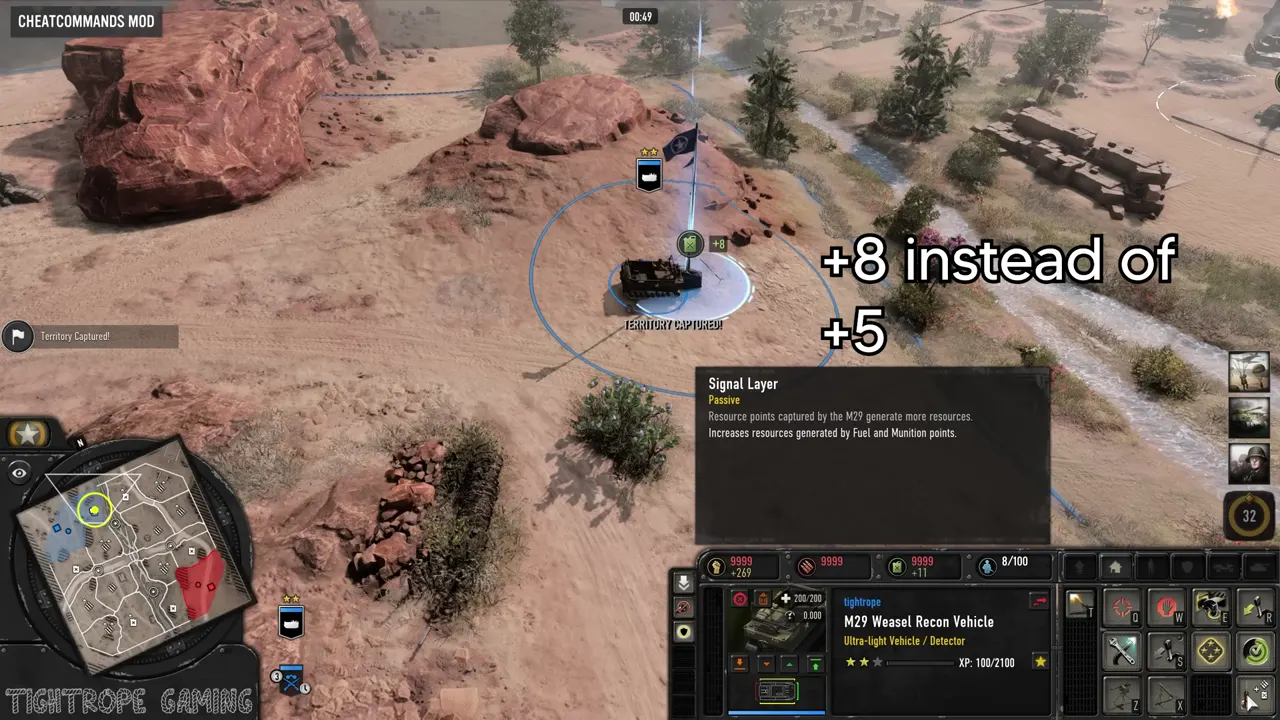 CHEATCOMMANDS MOD
00:49
+8
+8 instead of
+5
TERRITORY CAPTURED!
Territory Captured!
N
Signal Layer
Passive
Resource points captured by the M29 generate more resources.
Increases resources generated by Fuel and Munition points.
32
9999
+269
9999
9999
+11
8/100
200/200
0.000
tightrope
M29 Weasel Recon Vehicle
Ultra-light Vehicle / Detector
XP: 100/2100
Q
W
E
R
S
Z
X
3
TIGHTROPE GAMING